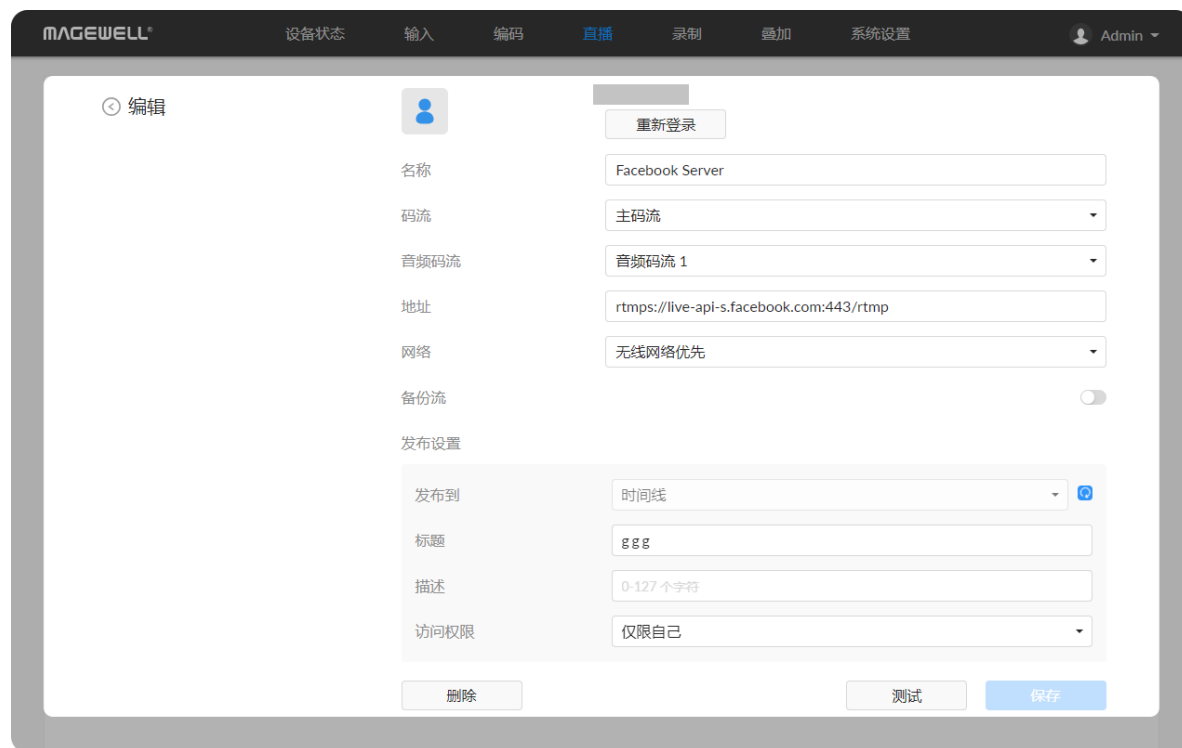 MAGEWELL®
设备状态 输入 编码 直播 录制 叠加 系统设置 Admin
编辑
重新登录
名称 Facebook Server
码流 主码流
音频码流 音频码流 1
地址 rtmps://live-api-s.facebook.com:443/rtmp
网络 无线网络优先
备份流
发布设置
发布到 时间线
标题 ggg
描述 0-127 个字符
访问权限 仅限自己
删除 测试 保存